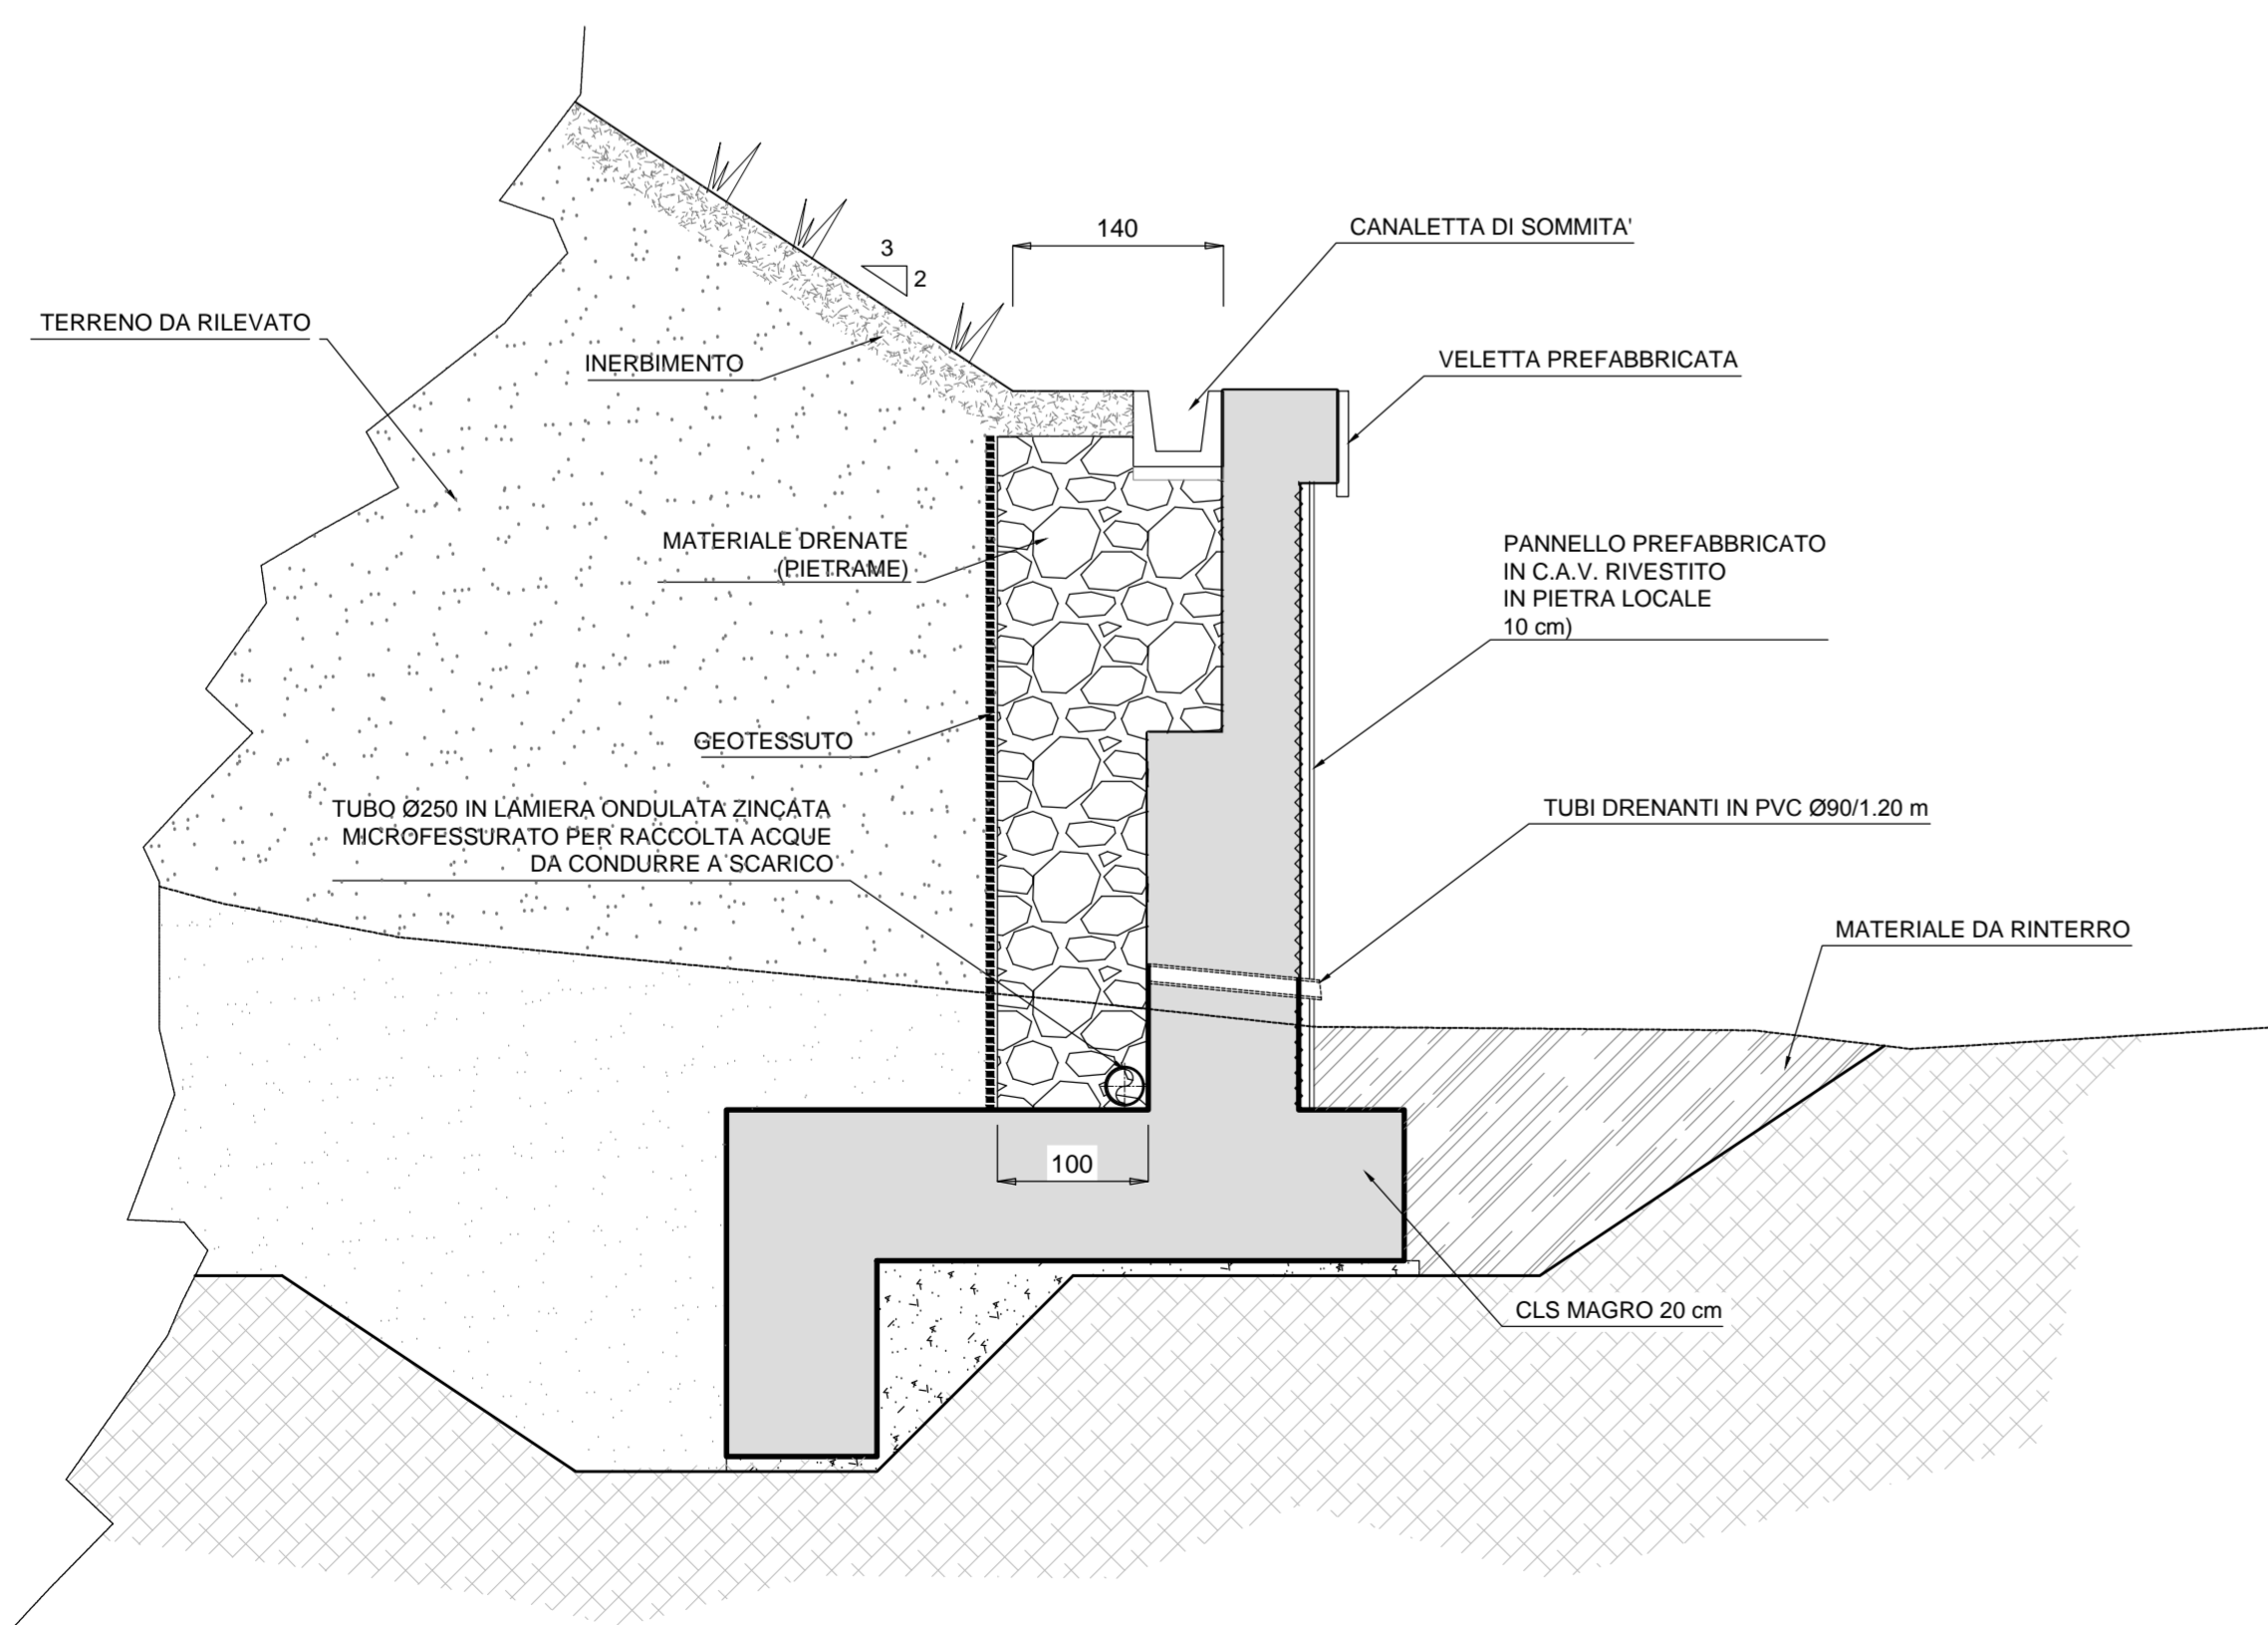 140
CANALETTA DI SOMMITA'
3
2
TERRENO DA RILEVATO
INERBIMENTO
VELETTA PREFABBRICATA
MATERIALE DRENATE
(PIETRAME)
PANNELLO PREFABBRICATO
IN C.A.V. RIVESTITO
IN PIETRA LOCALE
10 cm)
GEOTESSUTO
TUBO Ø250 IN LAMIERA ONDULATA ZINCATA
MICROFESSURATO PER RACCOLTA ACQUE
DA CONDURRE A SCARICO
TUBI DRENANTI IN PVC Ø90/1.20 m
MATERIALE DA RINTERRO
100
CLS MAGRO 20 cm